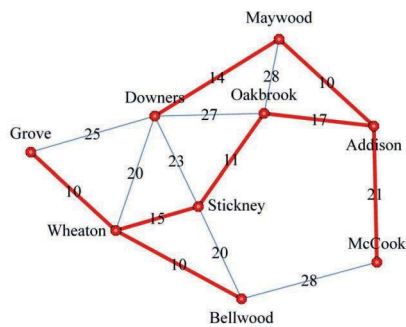 Maywood
14
28
10
Downers
Oakbrook
27
17
Grove
25
Addison
23
11
20
10
21
15
Stickney
Wheaton
McCook
10
20
28
Bellwood